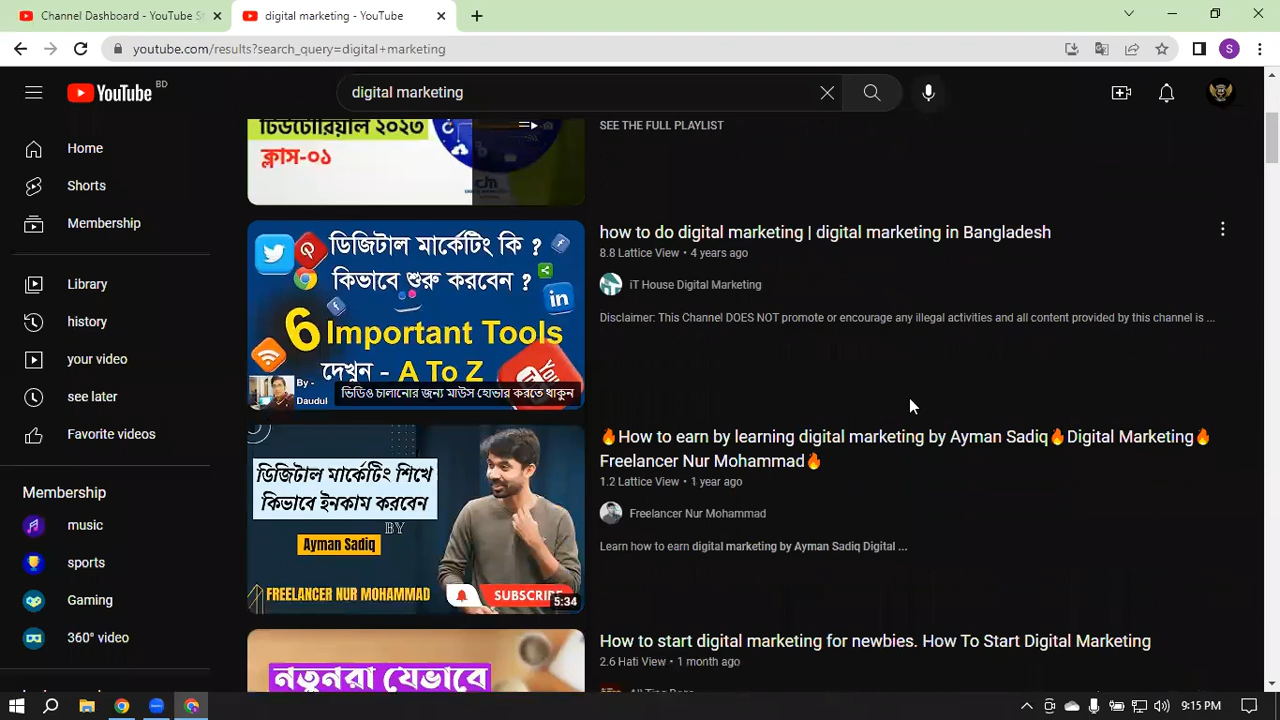 Channel Dashboard - YouTube St
digital marketing - YouTube
youtube.com/results?search_query=digital+marketing
YouTube BD
digital marketing
Home
Shorts
Membership
Library
history
your video
see later
Favorite videos
Membership
music
sports
Gaming
360° video
টিউটোরিয়াল ২০২৩
ক্লাস-০১
SEE THE FULL PLAYLIST
ডিজিটাল মার্কেটিং কি ?
কিভাবে শুরু করবেন ?
6 Important Tools
দেখুন - A To Z
By -
Daudul
ভিডিও চালানোর জন্য মাউস হোভার করতে থাকুন
how to do digital marketing | digital marketing in Bangladesh
8.8 Lattice View • 4 years ago
iT House Digital Marketing
Disclaimer: This Channel DOES NOT promote or encourage any illegal activities and all content provided by this channel is ...
ডিজিটাল মার্কেটিং শিখে
কিভাবে ইনকাম করবেন
BY
Ayman Sadiq
FREELANCER NUR MOHAMMAD
SUBSCRIBE
5:34
🔥How to earn by learning digital marketing by Ayman Sadiq🔥Digital Marketing🔥
Freelancer Nur Mohammad🔥
1.2 Lattice View • 1 year ago
Freelancer Nur Mohammad
Learn how to earn digital marketing by Ayman Sadiq Digital ...
নতুনরা যেভাবে
How to start digital marketing for newbies. How To Start Digital Marketing
2.6 Hati View • 1 month ago
9:15 PM